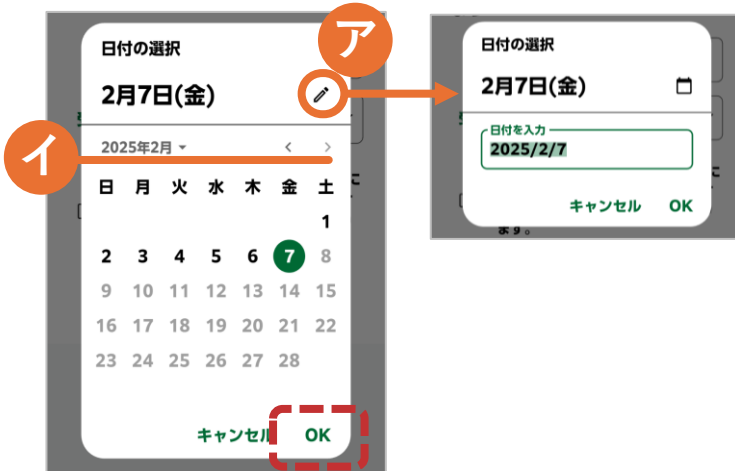 日付の選択
2月7日(金)
ア
イ
2025年2月
日 月 火 水 木 金 土
1
2 3 4 5 6 7 8
9 10 11 12 13 14 15
16 17 18 19 20 21 22
23 24 25 26 27 28
キャンセル OK
日付の選択
2月7日(金)
日付を入力
2025/2/7
キャンセル OK
ます。